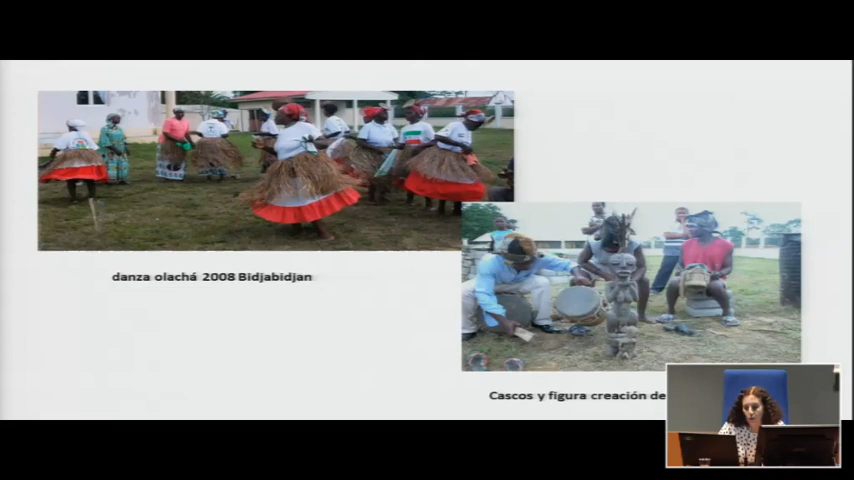 danza olachá 2008 Bidjabidjan
Cascos y figura creación de